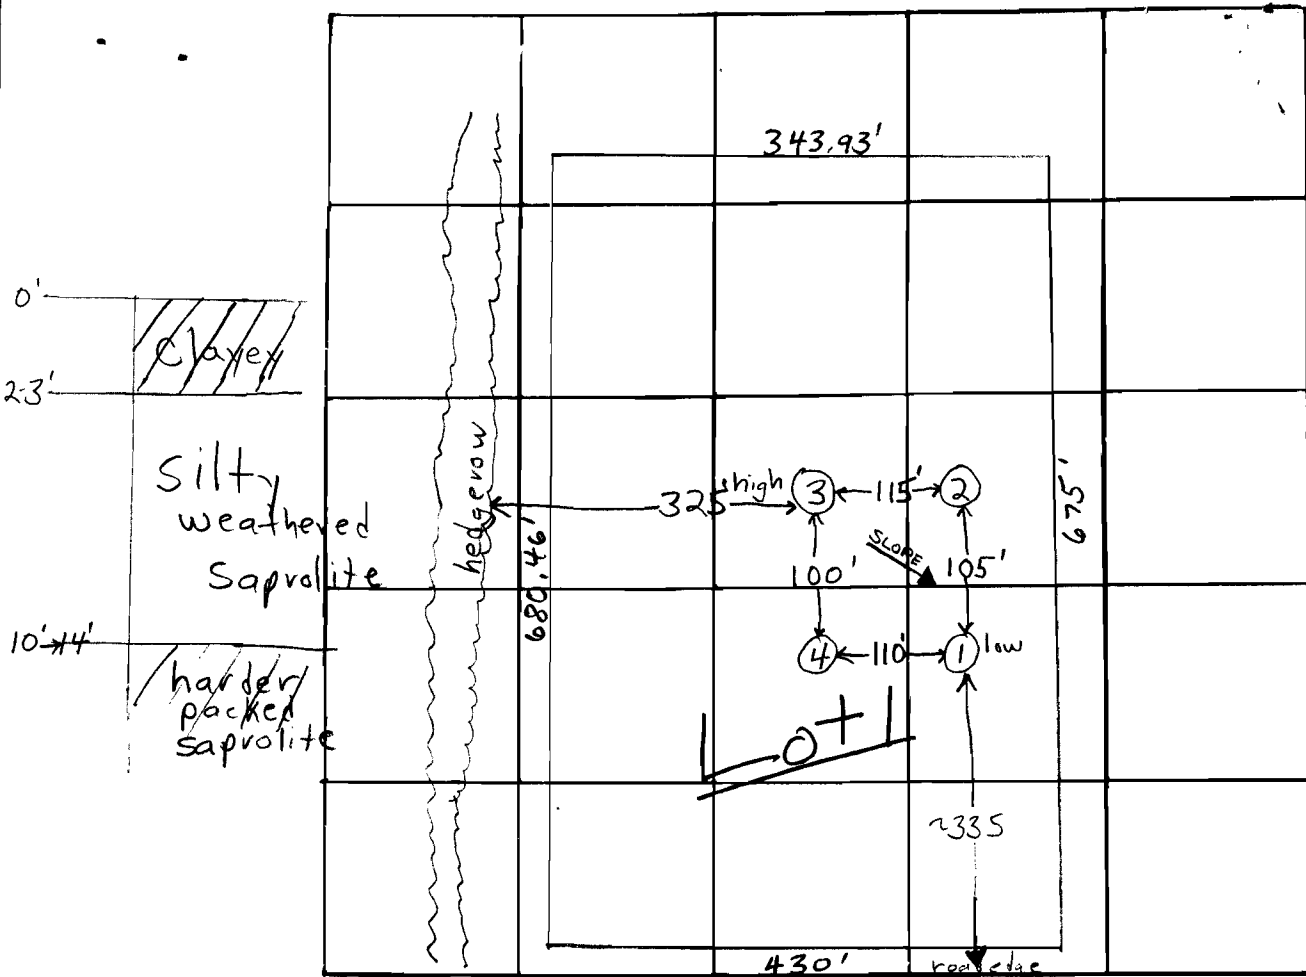 343.93'
0'
Clayey
2-3'
Silty
weathered
Saprolite
10'→14'
harder
packed
saprolite
hedgerow
680.46'
325'
high
3
115'
2
675'
SLOPE
100'
105'
4
110'
1
low
Lot 1
~335
430'
road edge